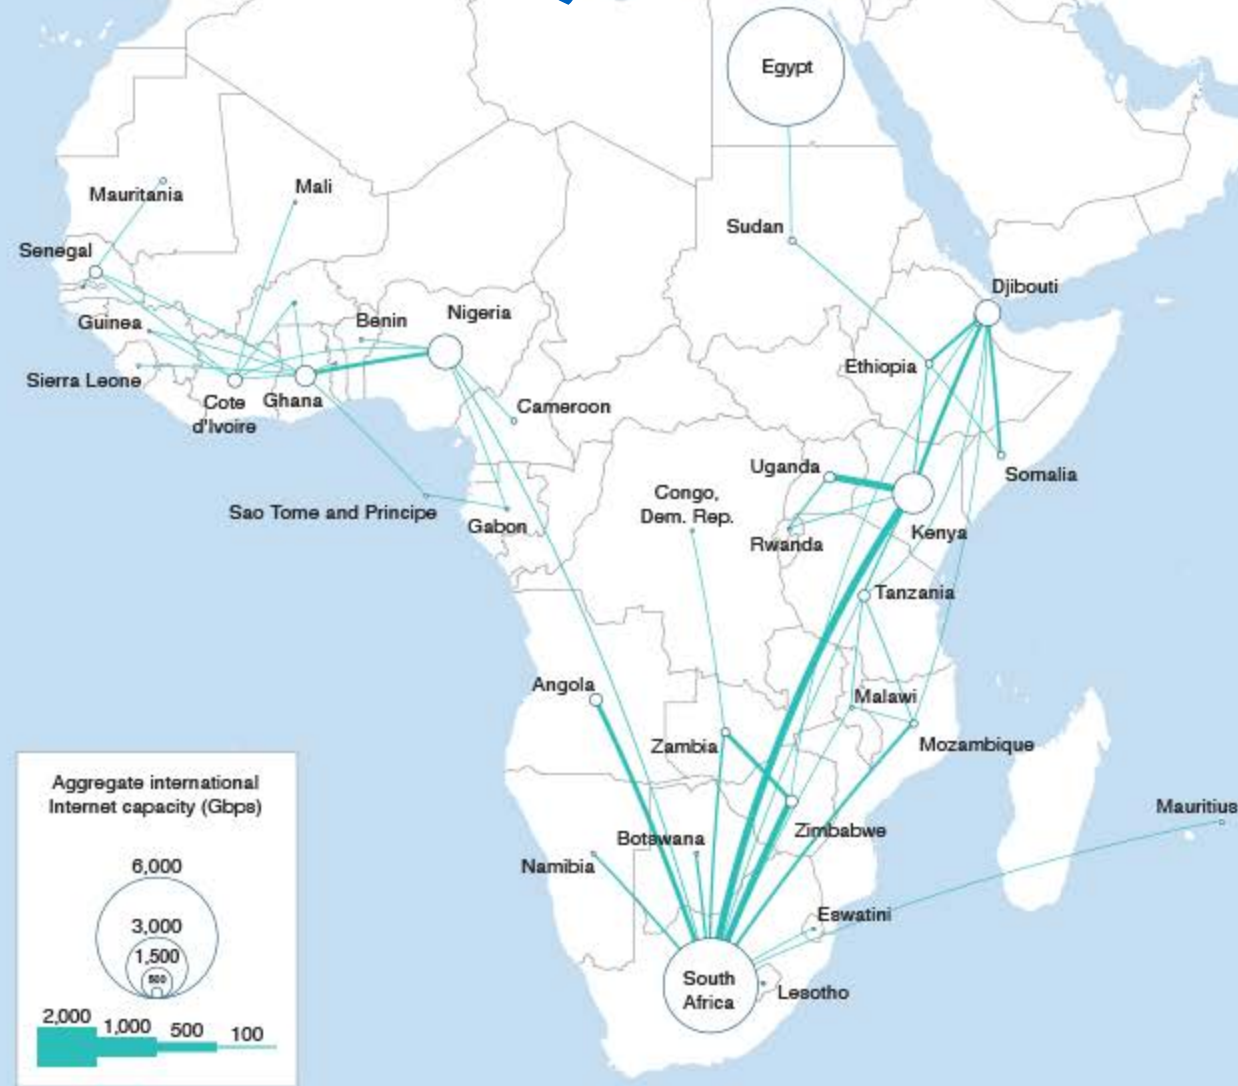 Egypt
Mauritania
Mali
Senegal
Sudan
Djibouti
Guinea
Benin
Nigeria
Sierra Leone
Cote
d'Ivoire
Ghana
Ethiopia
Cameroon
Uganda
Somalia
Congo,
Dem. Rep.
Sao Tome and Principe
Gabon
Rwanda
Kenya
Tanzania
Angola
Malawi
Zambia
Mozambique
Mauritius
Botswana
Zimbabwe
Namibia
Eswatini
South
Africa
Lesotho
Aggregate international
Internet capacity (Gbps)
6,000
3,000
1,500
500
2,000
1,000
500
100